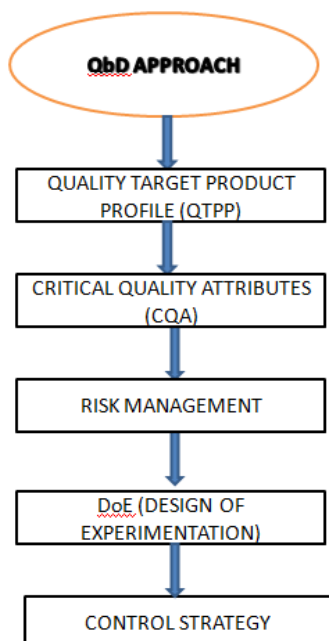 QbD APPROACH
QUALITY TARGET PRODUCT
PROFILE (QTPP)
CRITICAL QUALITY ATTRIBUTES
(CQA)
RISK MANAGEMENT
DoE (DESIGN OF
EXPERIMENTATION)
CONTROL STRATEGY